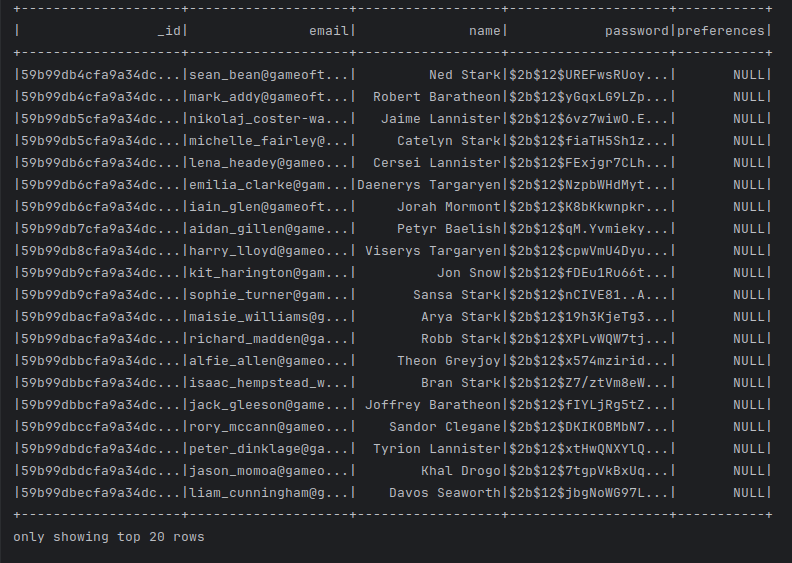 +--------------------+--------------------+------------------+--------------------+-----------+
|                 _id|               email|              name|            password|preferences|
+--------------------+--------------------+------------------+--------------------+-----------+
|59b99db4cfa9a34dc...|sean_bean@gameoft...|         Ned Stark|$2b$12$UREFwsRUoy...|       NULL|
|59b99db4cfa9a34dc...|mark_addy@gameoft...|  Robert Baratheon|$2b$12$yGqxLG9LZp...|       NULL|
|59b99db5cfa9a34dc...|nikolaj_coster-wa...|   Jaime Lannister|$2b$12$6vz7wiwO.E...|       NULL|
|59b99db5cfa9a34dc...|michelle_fairley@...|     Catelyn Stark|$2b$12$fiaTH5Sh1z...|       NULL|
|59b99db6cfa9a34dc...|lena_headey@gameo...|  Cersei Lannister|$2b$12$FExjgr7CLh...|       NULL|
|59b99db6cfa9a34dc...|emilia_clarke@gam...|Daenerys Targaryen|$2b$12$NzpbWHdMyt...|       NULL|
|59b99db6cfa9a34dc...|iain_glen@gameoft...|     Jorah Mormont|$2b$12$K8bKkwnpkr...|       NULL|
|59b99db7cfa9a34dc...|aidan_gillen@game...|     Petyr Baelish|$2b$12$qM.Yvmieky...|       NULL|
|59b99db8cfa9a34dc...|harry_lloyd@gameo...| Viserys Targaryen|$2b$12$cpwVmU4Dyu...|       NULL|
|59b99db9cfa9a34dc...|kit_harington@gam...|          Jon Snow|$2b$12$fDEu1Ru66t...|       NULL|
|59b99db9cfa9a34dc...|sophie_turner@gam...|       Sansa Stark|$2b$12$nCIVE81..A...|       NULL|
|59b99dbacfa9a34dc...|maisie_williams@g...|        Arya Stark|$2b$12$19h3KjeTg3...|       NULL|
|59b99dbacfa9a34dc...|richard_madden@ga...|        Robb Stark|$2b$12$XPLvWQW7tj...|       NULL|
|59b99dbbcfa9a34dc...|alfie_allen@gameo...|     Theon Greyjoy|$2b$12$x574mzirid...|       NULL|
|59b99dbbcfa9a34dc...|isaac_hempstead_w...|        Bran Stark|$2b$12$Z7/ztVm8eW...|       NULL|
|59b99dbbcfa9a34dc...|jack_gleeson@game...| Joffrey Baratheon|$2b$12$fIYLjRg5tZ...|       NULL|
|59b99dbccfa9a34dc...|rory_mccann@gameo...|    Sandor Clegane|$2b$12$DKIKOBMbN7...|       NULL|
|59b99dbdcfa9a34dc...|peter_dinklage@ga...|  Tyrion Lannister|$2b$12$xtHwQNXYlQ...|       NULL|
|59b99dbdcfa9a34dc...|jason_momoa@gameo...|        Khal Drogo|$2b$12$7tgpVkBxUq...|       NULL|
|59b99dbecfa9a34dc...|liam_cunningham@g...|    Davos Seaworth|$2b$12$jbgNoWG97L...|       NULL|
+--------------------+--------------------+------------------+--------------------+-----------+
only showing top 20 rows